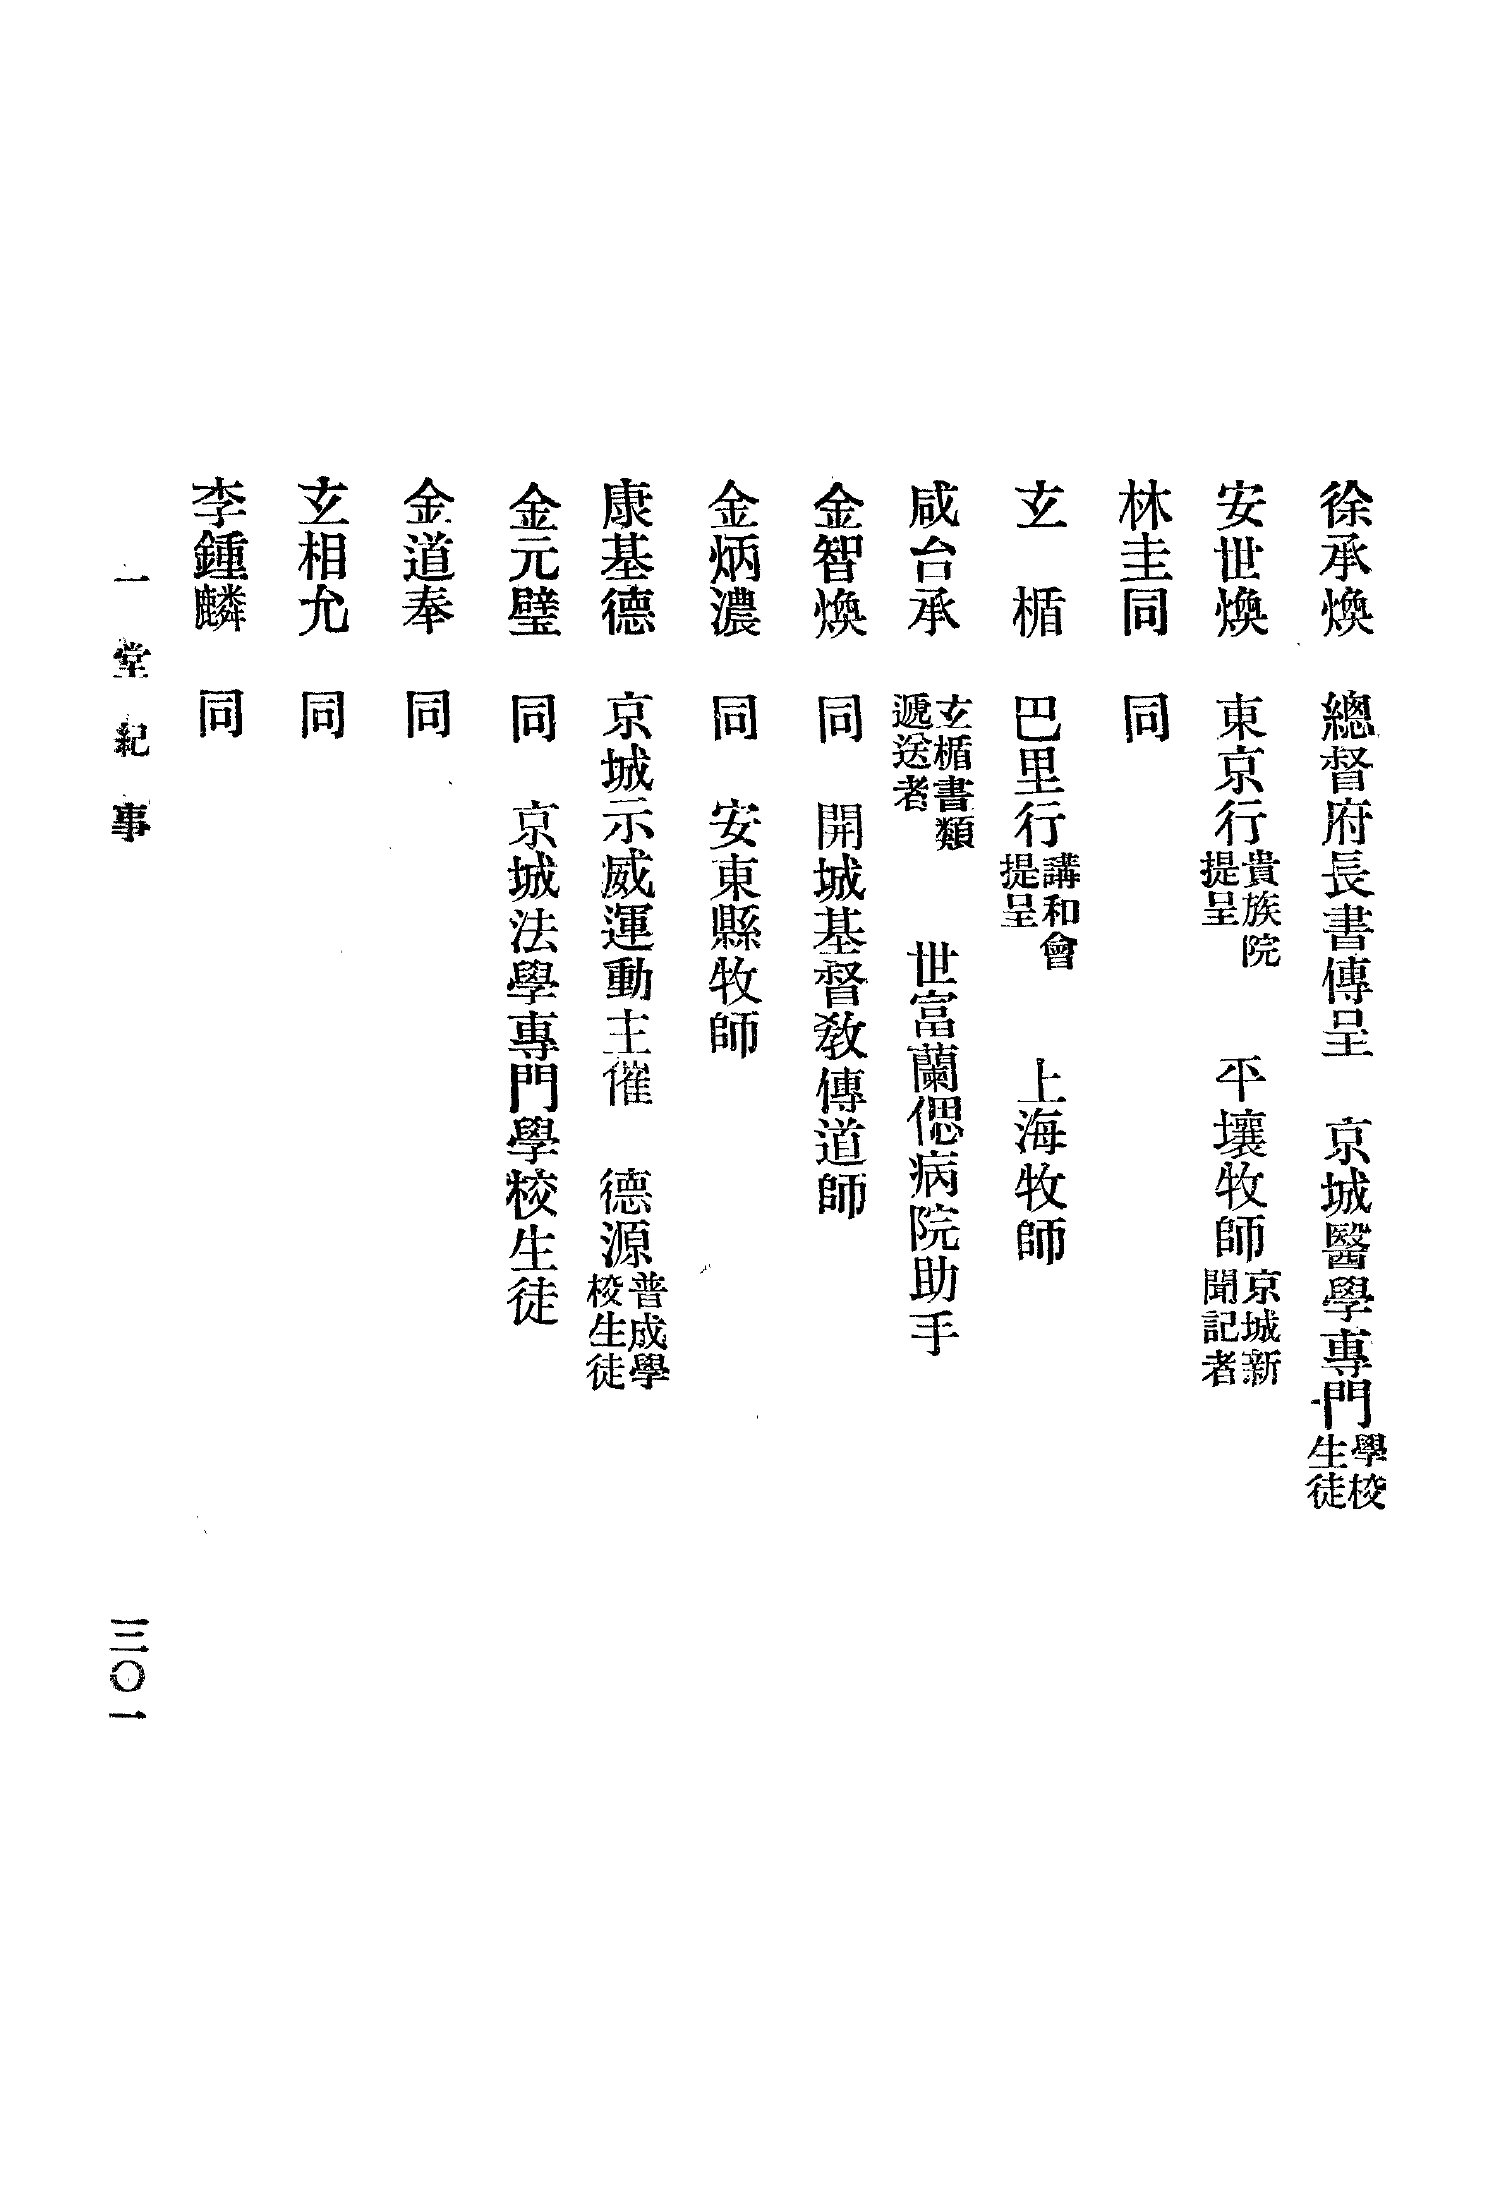 徐承煥 總督府長書傳呈 京城醫學專門學校生徒
安世煥 東京行貴族院提呈 平壤牧師京城新聞記者
林圭同 同
玄楯 巴里行講和會提呈 上海牧師
咸台承 玄楯書類遞送者 世富蘭偲病院助手
金智煥 同 開城基督敎傳道師
金炳濃 同 安東縣牧師
康基德 京城示威運動主催 德源普成學校生徒
金元璧 同 京城法學專門學校生徒
金道奉 同
玄相允 同
李鍾麟 同
一堂紀事 三〇一